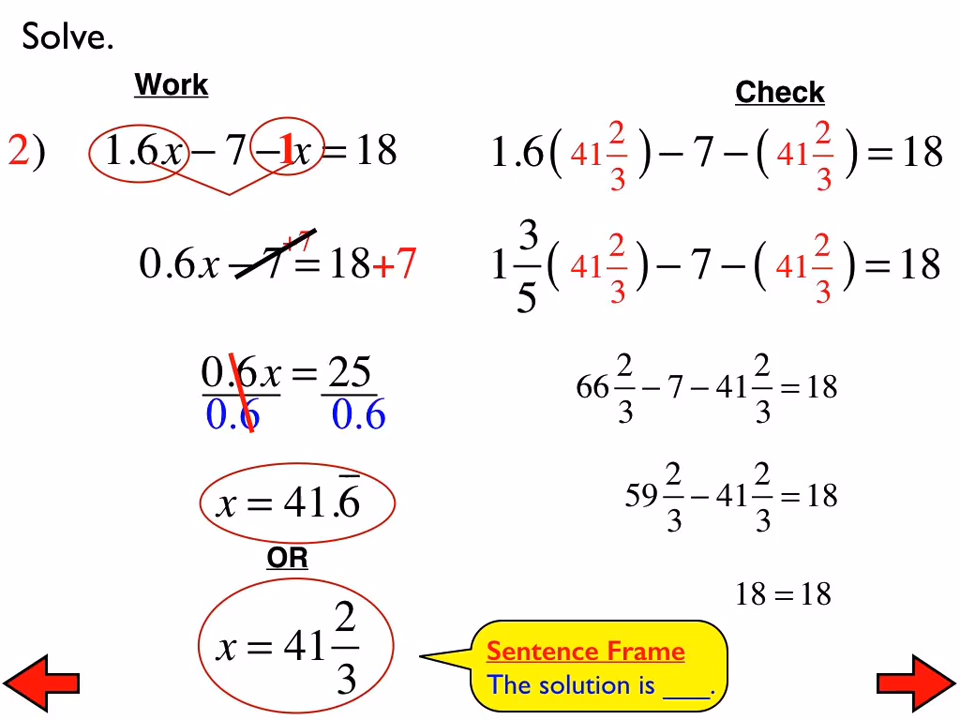 Solve.
Work
2) 1.6x − 7 − 1x = 18
0.6x − 7 +7 = 18 +7
0.6x = 25
0.6 0.6
x = 41.6̅
OR
x = 41 2/3
Check
1.6(41 2/3) − 7 − (41 2/3) = 18
1 3/5(41 2/3) − 7 − (41 2/3) = 18
66 2/3 − 7 − 41 2/3 = 18
59 2/3 − 41 2/3 = 18
18 = 18
Sentence Frame
The solution is ___.